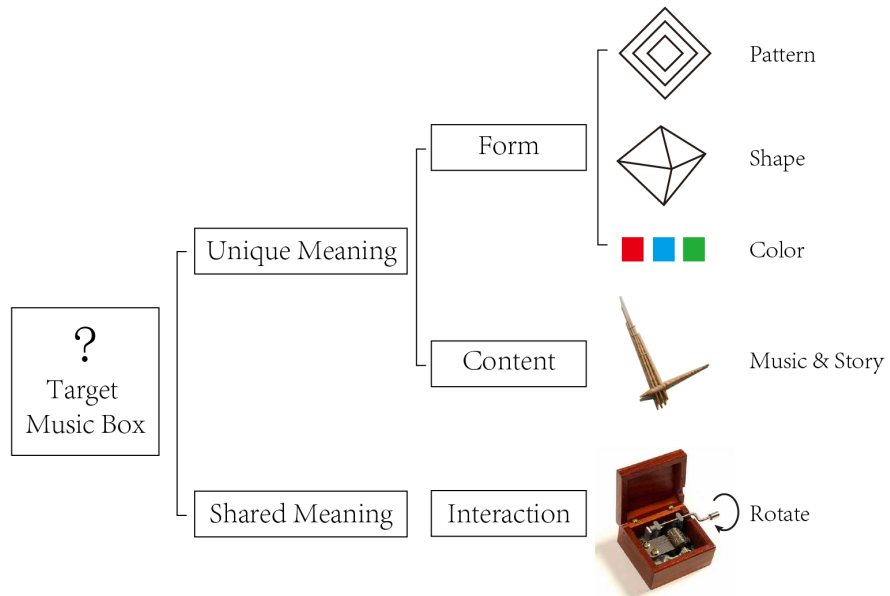 Pattern
Form
Shape
Unique Meaning
Color
?
Target
Music Box
Content
Music & Story
Shared Meaning
Interaction
Rotate